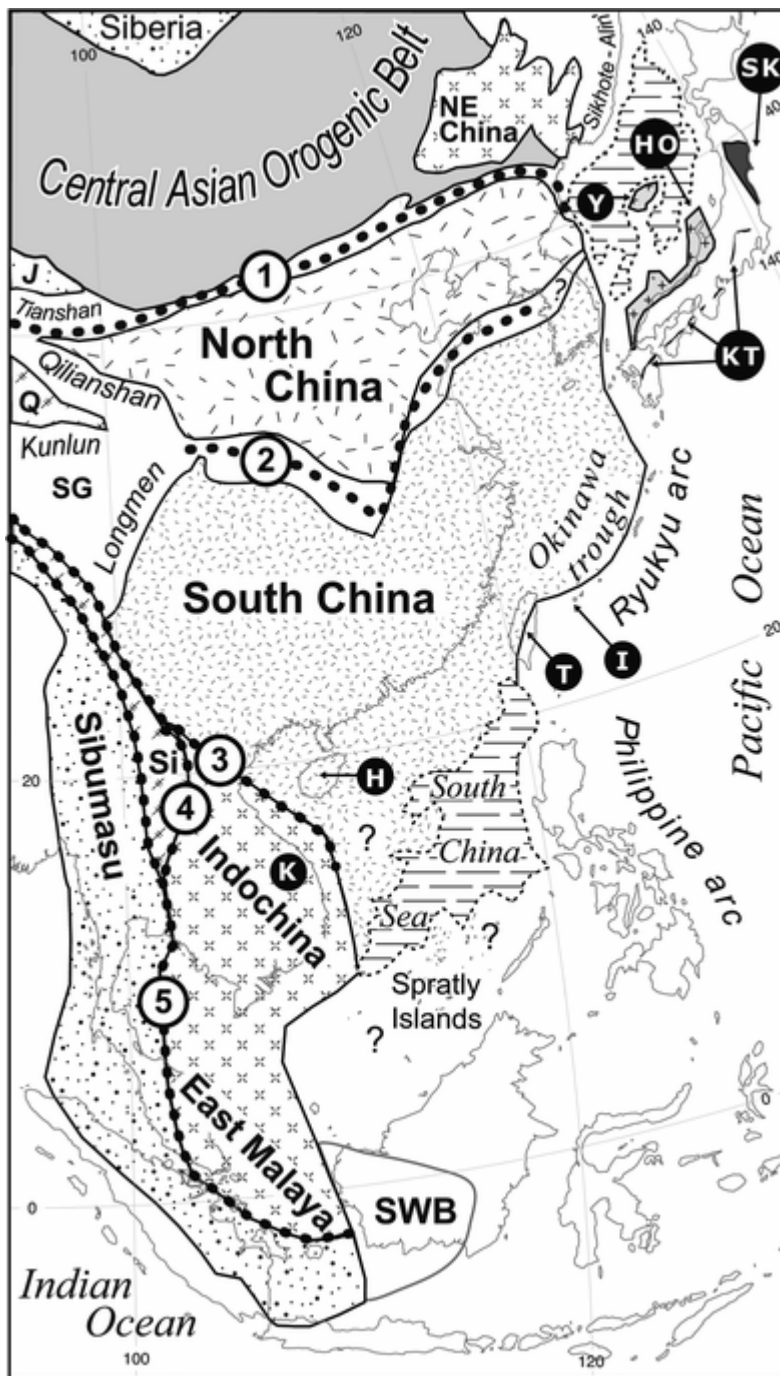 Siberia
100
120
140
SK
40
Sikhote - Alin
NE
China
Central Asian Orogenic Belt
HO
Y
J
1
Tianshan
?
140
North
China
KT
Qilianshan
Q
Kunlun
2
SG
Longmen
Okinawa
trough
Ryukyu arc
Pacific Ocean
South China
20
T
I
Sibumasu
Si
3
20
H
South
China
Sea
4
?
Philippine arc
K
Indochina
?
5
Spratly
Islands
?
East Malaya
0
0
SWB
Indian
Ocean
100
120